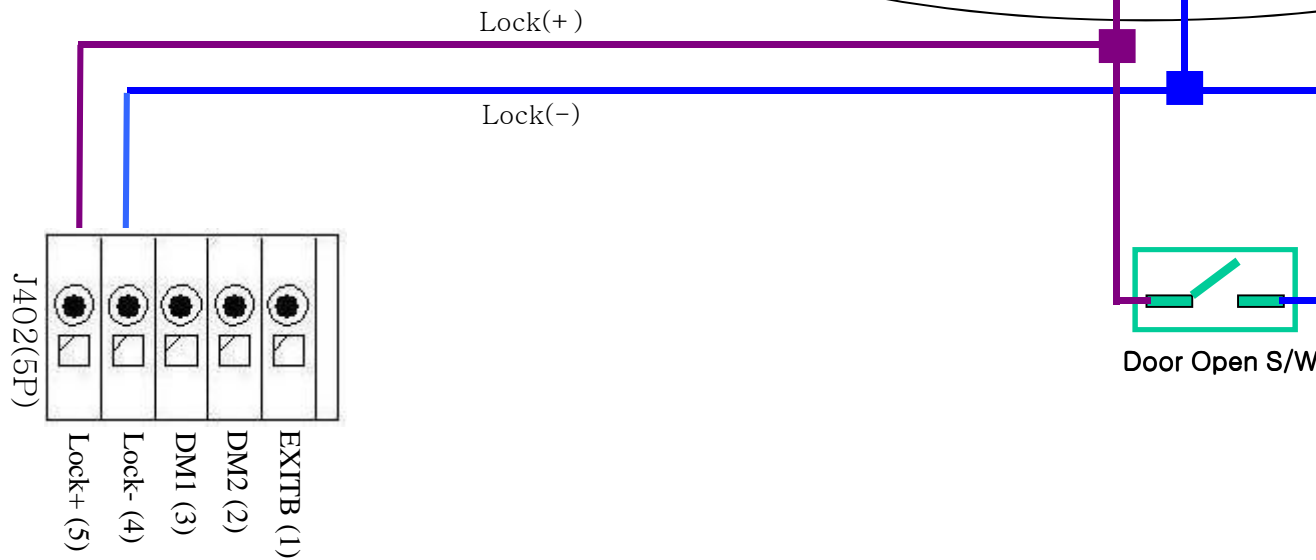 Lock(+)
Lock(-)
J402(5P)
Door Open S/W
Lock+ (5)
Lock- (4)
DM1 (3)
DM2 (2)
EXITB (1)